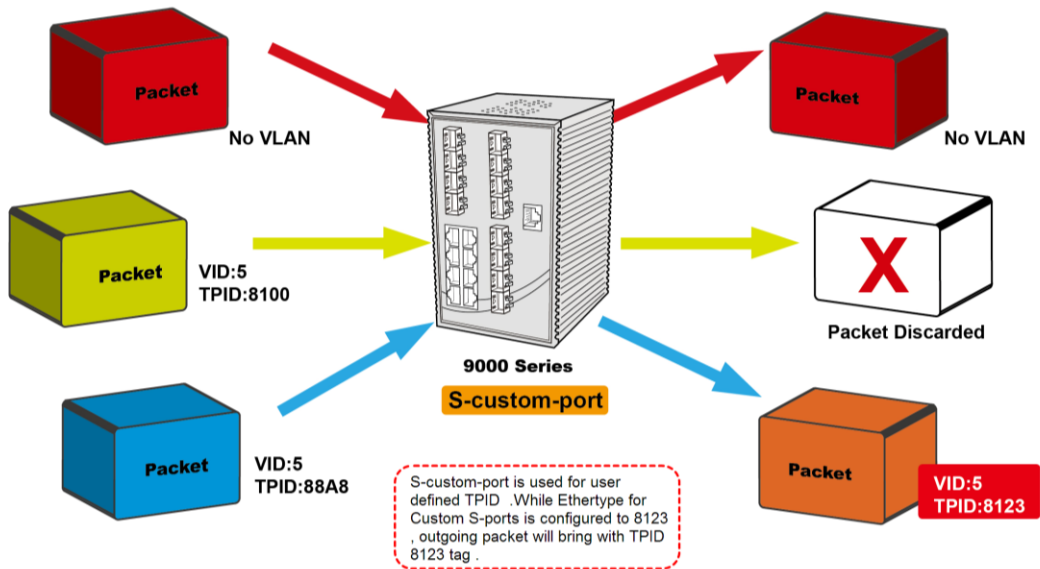 Packet
No VLAN
Packet
No VLAN
Packet
VID:5
TPID:8100
X
Packet Discarded
9000 Series
S-custom-port
Packet
VID:5
TPID:88A8
Packet
VID:5
TPID:8123
S-custom-port is used for user
defined TPID .While Ethertype for
Custom S-ports is configured to 8123
, outgoing packet will bring with TPID
8123 tag .